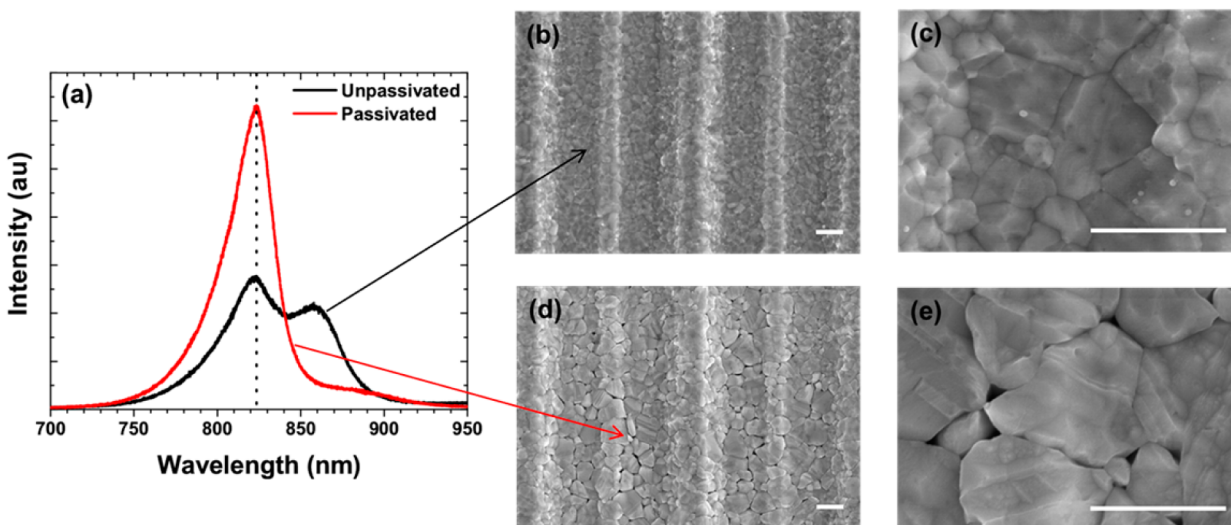 (a)
Unpassivated
Passivated
Intensity (au)
700 750 800 850 900 950
Wavelength (nm)
(b)
(c)
(d)
(e)